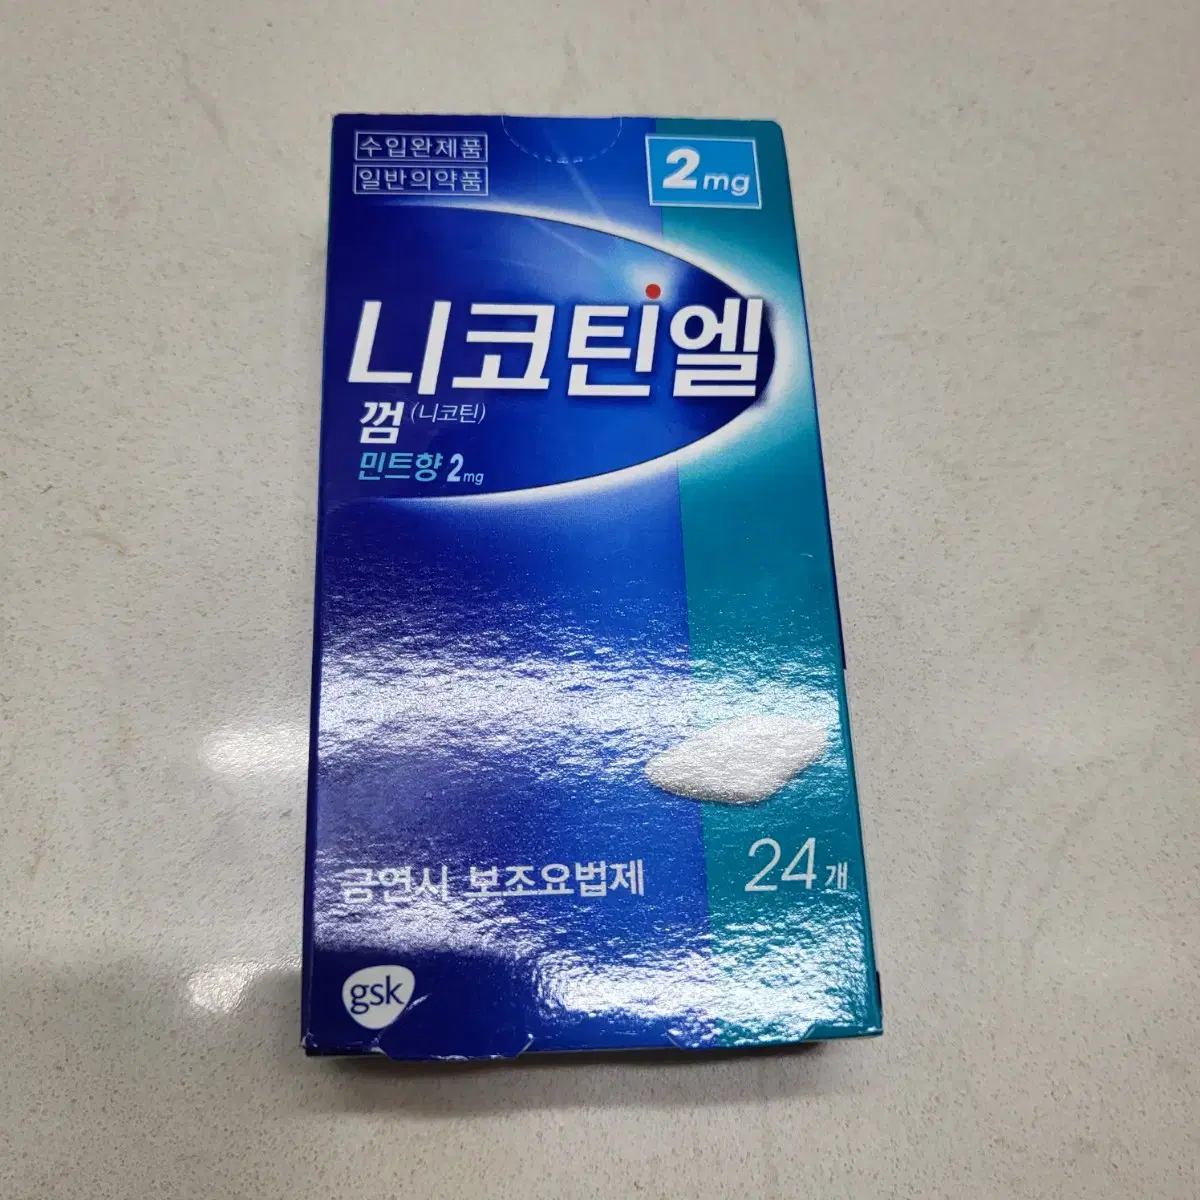 수입완제품
일반의약품
2mg
니코틴엘
껌 (니코틴)
민트향 2mg
금연시 보조요법제
24개
gsk